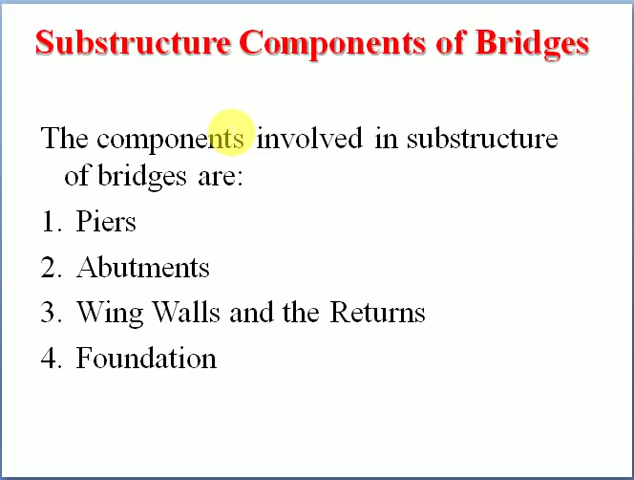 Substructure Components of Bridges
The components involved in substructure
of bridges are:
1. Piers
2. Abutments
3. Wing Walls and the Returns
4. Foundation